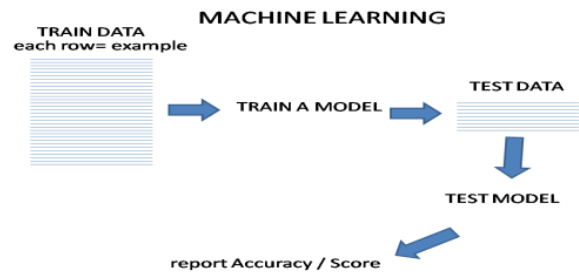 MACHINE LEARNING
TRAIN DATA
each row= example
TRAIN A MODEL
TEST DATA
TEST MODEL
report Accuracy / Score